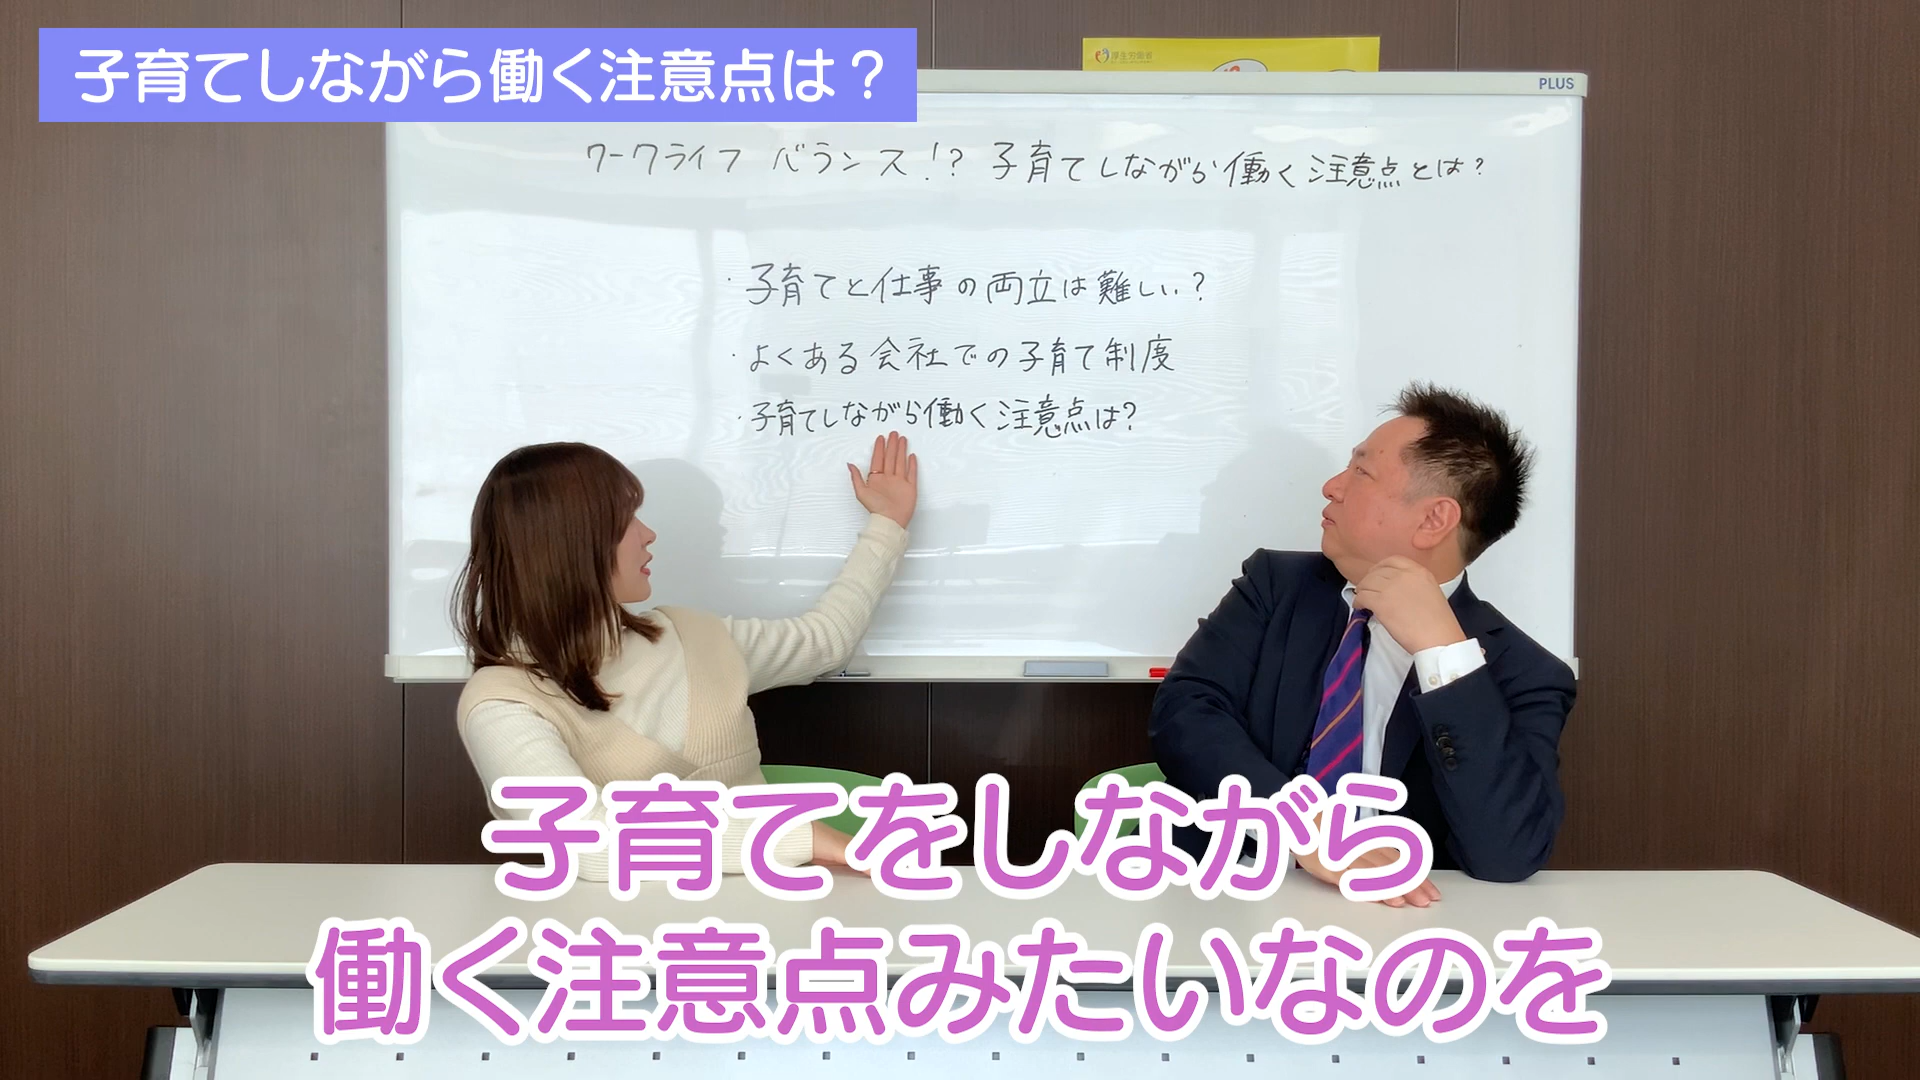 子育てしながら働く注意点は？
厚生労働省
PLUS
ワークライフバランス!? 子育てしながら働く注意点とは?
・子育てと仕事の両立は難しい?
・よくある会社での子育て制度
・子育てしながら働く注意点は?
子育てをしながら
働く注意点みたいなのを